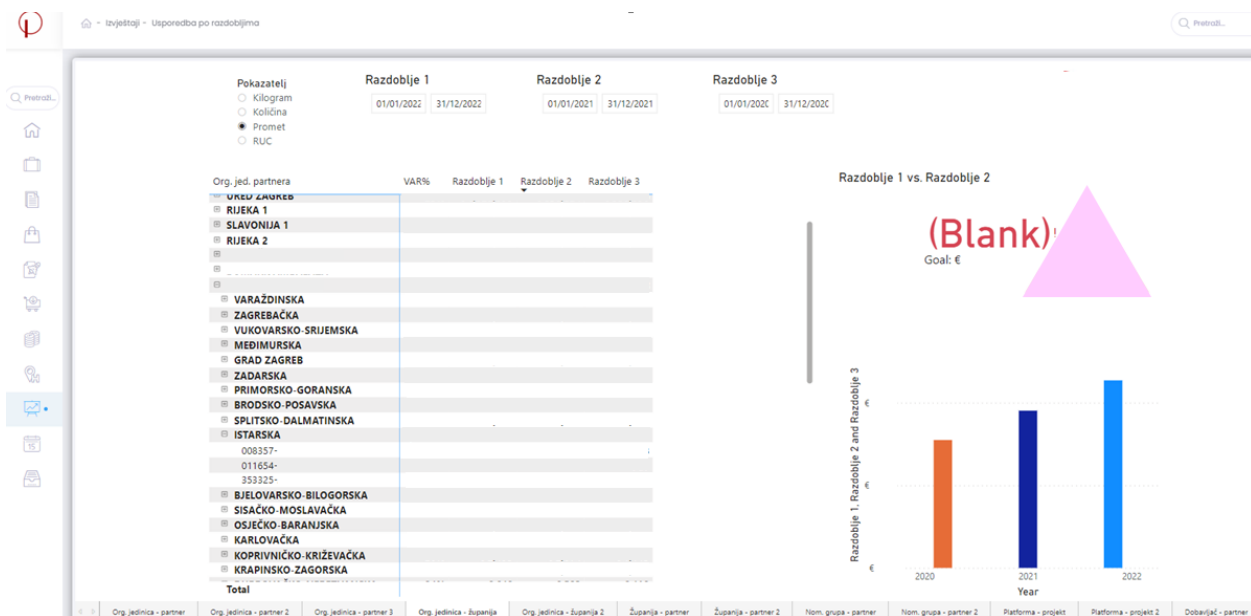 Izvještaji - Usporedba po razdobljima
Pretraži...
Pretraži...
Pokazatelj
Kilogram
Količina
Promet
RUC
Razdoblje 1
01/01/2022 31/12/2022
Razdoblje 2
01/01/2021 31/12/2021
Razdoblje 3
01/01/202 31/12/202
Org. jed. partnera VAR% Razdoblje 1 Razdoblje 2 Razdoblje 3
URED ZAGREB
RIJEKA 1
SLAVONIJA 1
RIJEKA 2
VARAŽDINSKA
ZAGREBAČKA
VUKOVARSKO-SRIJEMSKA
MEĐIMURSKA
GRAD ZAGREB
ZADARSKA
PRIMORSKO-GORANSKA
BRODSKO-POSAVSKA
SPLITSKO-DALMATINSKA
ISTARSKA
008357-
011654-
353325-
BJELOVARSKO-BILOGORSKA
SISAČKO-MOSLAVAČKA
OSJEČKO-BARANJSKA
KARLOVAČKA
KOPRIVNIČKO-KRIŽEVAČKA
KRAPINSKO-ZAGORSKA
Total
Razdoblje 1 vs. Razdoblje 2
(Blank)!
Goal: €
Razdoblje 1, Razdoblje 2 and Razdoblje 3
€
€
€
2020 2021 2022
Year
Org. jedinica - partner Org. jedinica - partner 2 Org. jedinica - partner 3 Org. jedinica - županija Org. jedinica - županija 2 Županija - partner Županija - partner 2 Nom. grupa - partner Nom. grupa - partner 2 Platforma - projekt Platforma - projekt 2 Dobavljač - partner
15